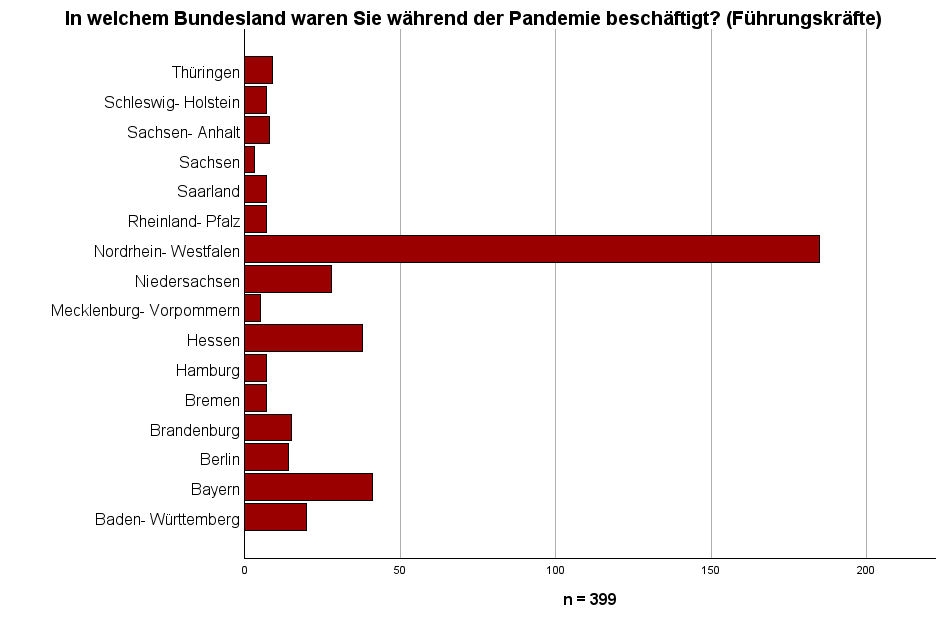 In welchem Bundesland waren Sie während der Pandemie beschäftigt? (Führungskräfte)
Thüringen
Schleswig- Holstein
Sachsen- Anhalt
Sachsen
Saarland
Rheinland- Pfalz
Nordrhein- Westfalen
Niedersachsen
Mecklenburg- Vorpommern
Hessen
Hamburg
Bremen
Brandenburg
Berlin
Bayern
Baden- Württemberg
0 50 100 150 200
n = 399